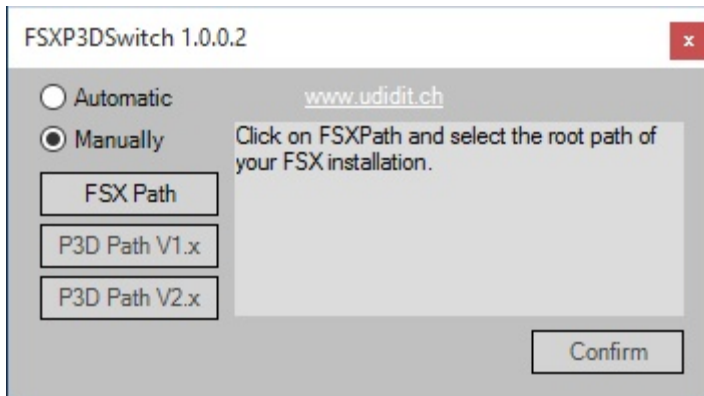 FSXP3DSwitch 1.0.0.2
x
Automatic
www.udidit.ch
Manually
Click on FSXPath and select the root path of
your FSX installation.
FSX Path
P3D Path V1.x
P3D Path V2.x
Confirm